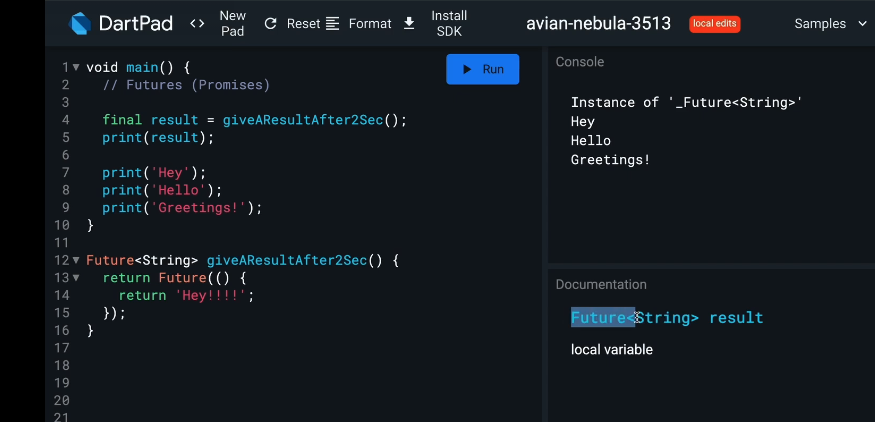 DartPad
<> New Pad
Reset
Format
Install SDK
avian-nebula-3513
local edits
Samples
Run
1 void main() {
2   // Futures (Promises)
3
4   final result = giveAResultAfter2Sec();
5   print(result);
6
7   print('Hey');
8   print('Hello');
9   print('Greetings!');
10 }
11
12 Future<String> giveAResultAfter2Sec() {
13   return Future(() {
14     return 'Hey!!!!';
15   });
16 }
17
18
19
20
21
Console
Instance of '_Future<String>'
Hey
Hello
Greetings!
Documentation
Future<String> result
local variable